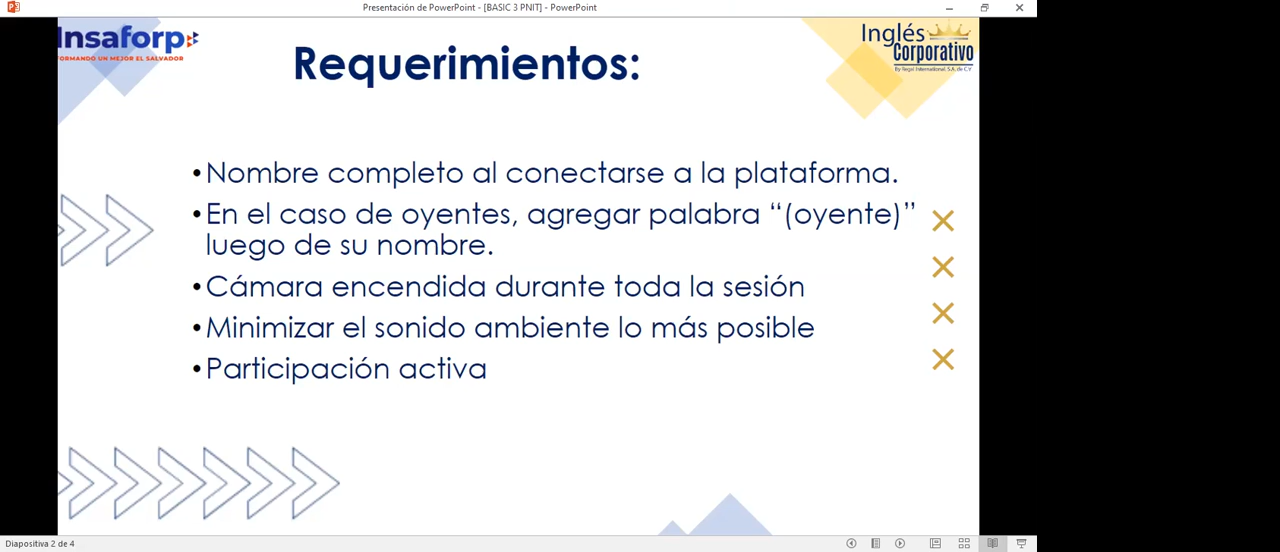 Presentación de PowerPoint - [BASIC 3 PNIT] - PowerPoint
Insaforp
FORMANDO UN MEJOR EL SALVADOR
Inglés
Corporativo
By Regal International, S.A. de C.V
Requerimientos:
•Nombre completo al conectarse a la plataforma.
•En el caso de oyentes, agregar palabra “(oyente)”
luego de su nombre.
•Cámara encendida durante toda la sesión
•Minimizar el sonido ambiente lo más posible
•Participación activa
Diapositiva 2 de 4